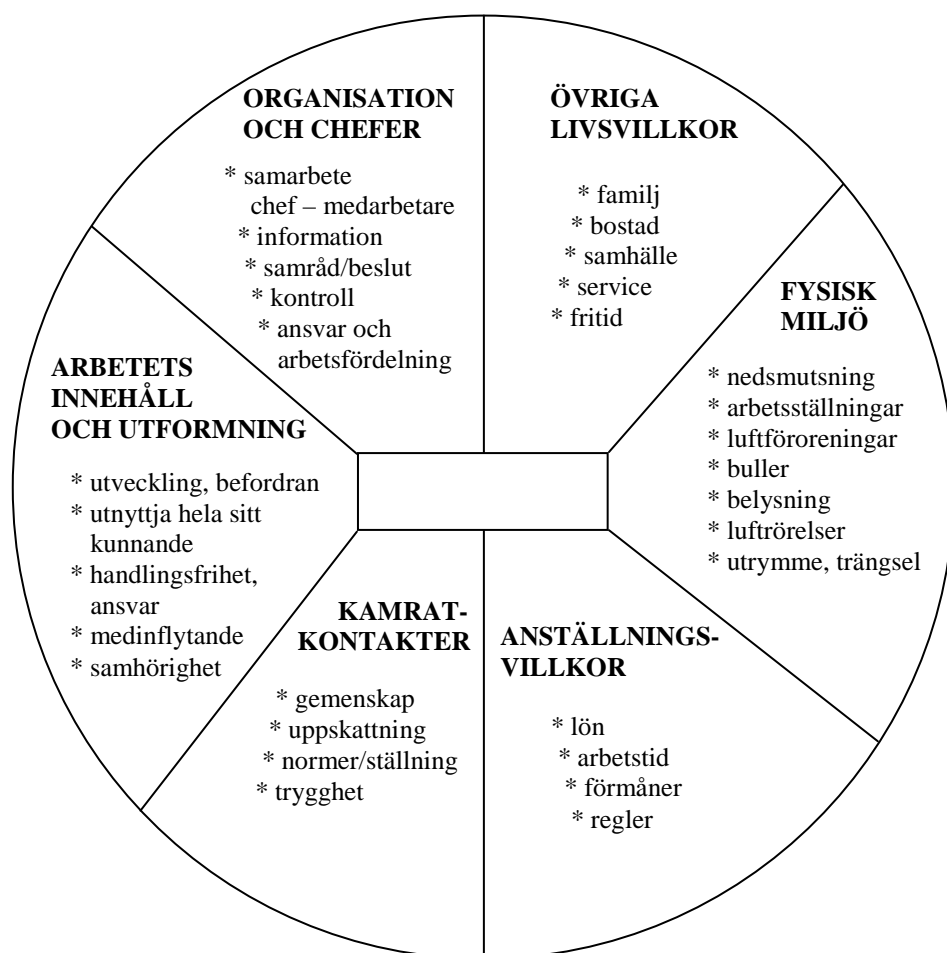 ORGANISATION
OCH CHEFER
* samarbete
chef – medarbetare
* information
* samråd/beslut
* kontroll
* ansvar och
arbetsfördelning
ÖVRIGA
LIVSVILLKOR
* familj
* bostad
* samhälle
* service
* fritid
FYSISK
MILJÖ
* nedsmutsning
* arbetsställningar
* luftföroreningar
* buller
* belysning
* luftrörelser
* utrymme, trängsel
ARBETETS
INNEHÅLL
OCH UTFORMNING
* utveckling, befordran
* utnyttja hela sitt
kunnande
* handlingsfrihet,
ansvar
* medinflytande
* samhörighet
KAMRAT-
KONTAKTER
* gemenskap
* uppskattning
* normer/ställning
* trygghet
ANSTÄLLNINGS-
VILLKOR
* lön
* arbetstid
* förmåner
* regler